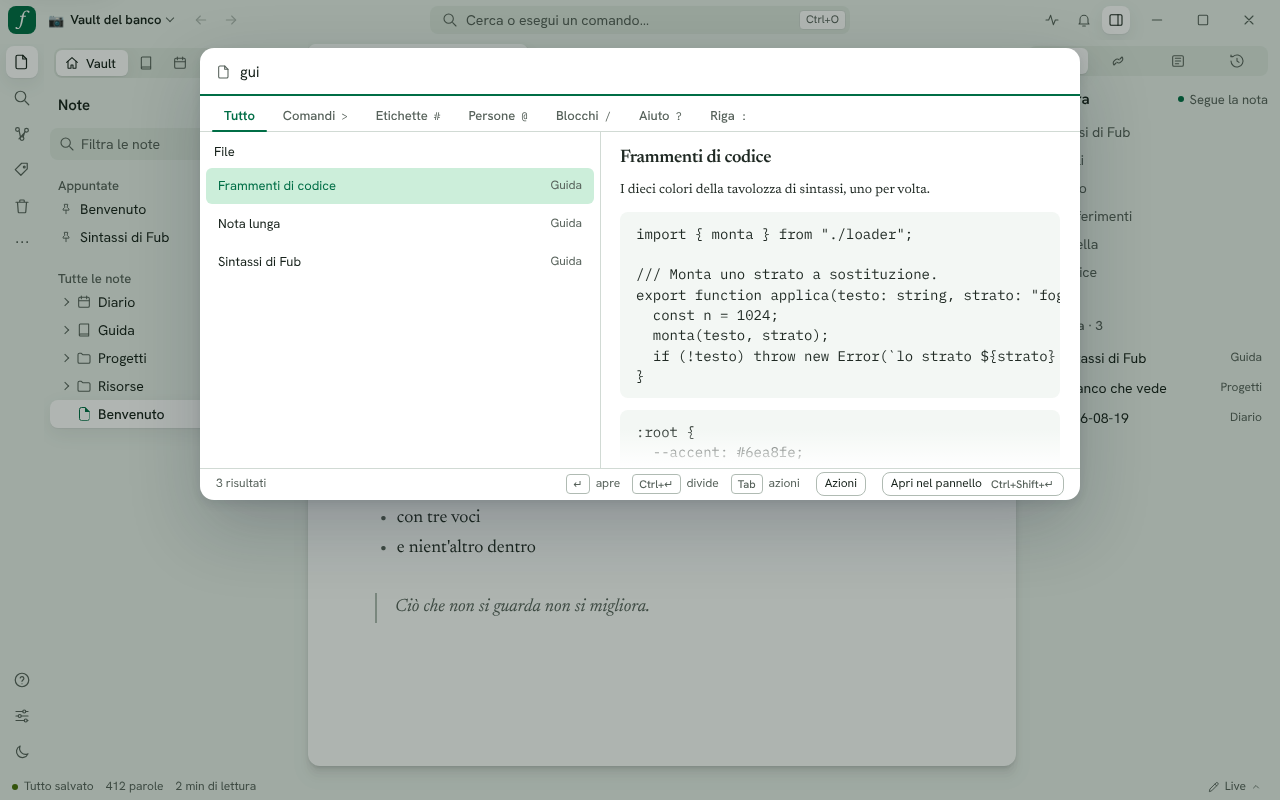 f Vault del banco Cerca o esegui un comando... Ctrl+O
gui
Vault
Tutto Comandi > Etichette # Persone @ Blocchi / Aiuto ? Riga :
Note
Filtra le note
Appuntate
Benvenuto
Sintassi di Fub
Tutte le note
Diario
Guida
Progetti
Risorse
Benvenuto
File
Frammenti di codice Guida
Nota lunga Guida
Sintassi di Fub Guida
Frammenti di codice
I dieci colori della tavolozza di sintassi, uno per volta.
import { monta } from "./loader";
/// Monta uno strato a sostituzione.
export function applica(testo: string, strato: "fog
const n = 1024;
monta(testo, strato);
if (!testo) throw new Error(`lo strato ${strato}
}
:root {
--accent: #6ea8fe;
3 risultati ↵ apre Ctrl+↵ divide Tab azioni Azioni Apri nel pannello Ctrl+Shift+↵
Segue la nota
si di Fub
ferimenti
ella
ice
a · 3
assi di Fub Guida
anco che vede Progetti
6-08-19 Diario
con tre voci
e nient'altro dentro
Ciò che non si guarda non si migliora.
Tutto salvato 412 parole 2 min di lettura Live